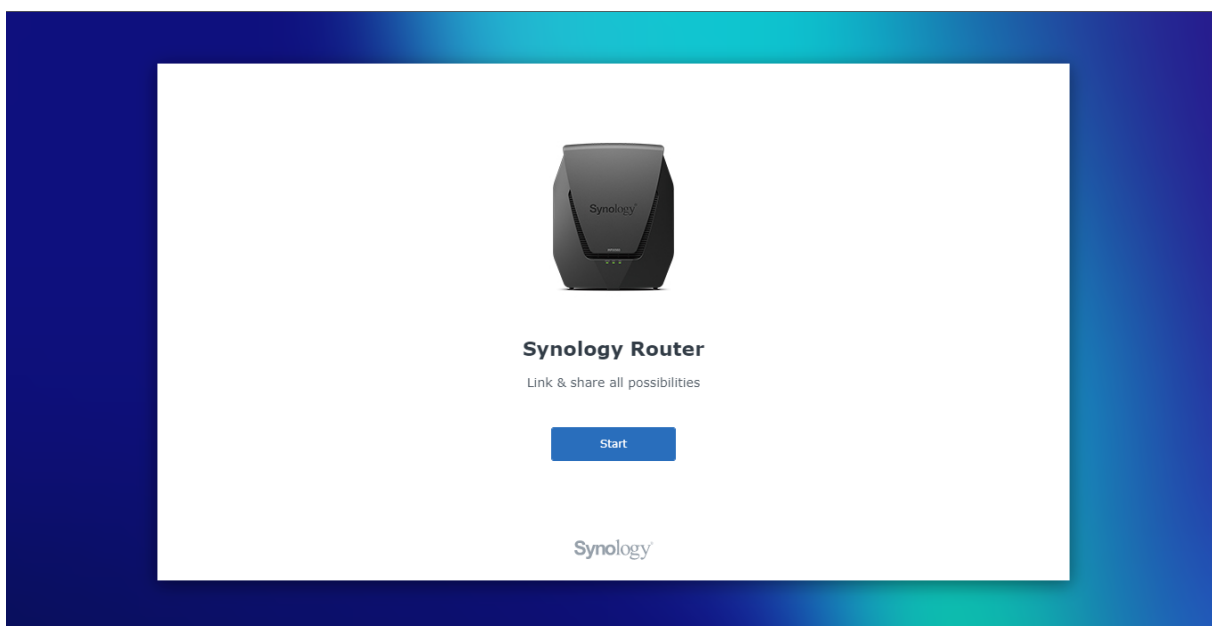 Synology
Synology Router
Link & share all possibilities
Start
Synology